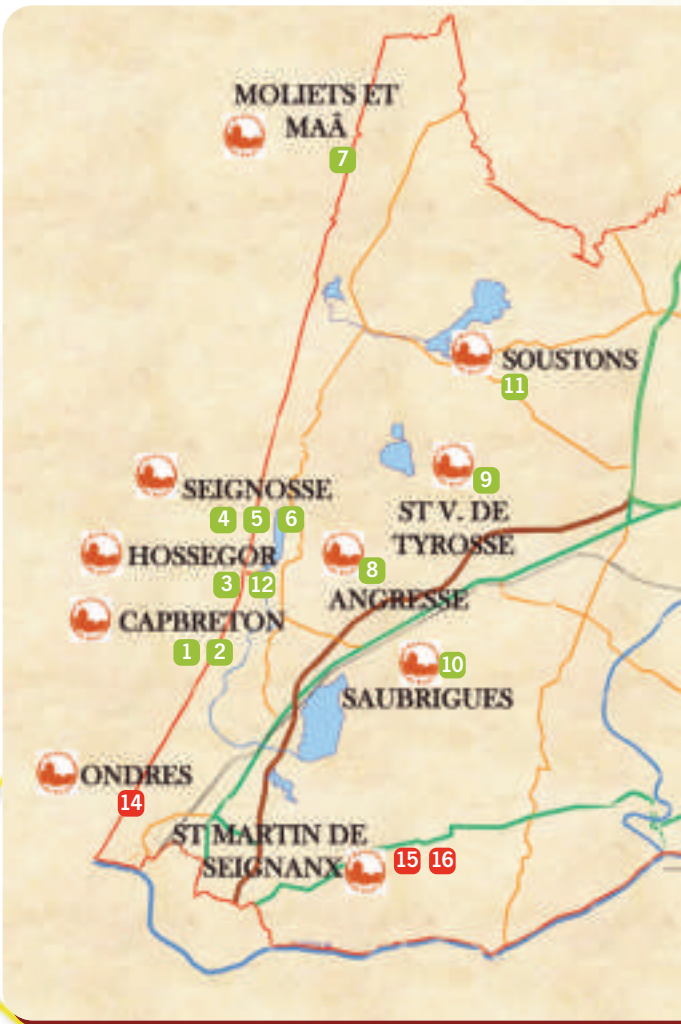 MOLIETS ET
MAÂ
7
SOUSTONS
11
9
ST V. DE
TYROSSE
SEIGNOSSE
4 5 6
HOSSEGOR
3 12
8
ANGRESSE
CAPBRETON
1 2
10
SAUBRIGUES
ONDRES
14
ST MARTIN DE
SEIGNANX
15 16